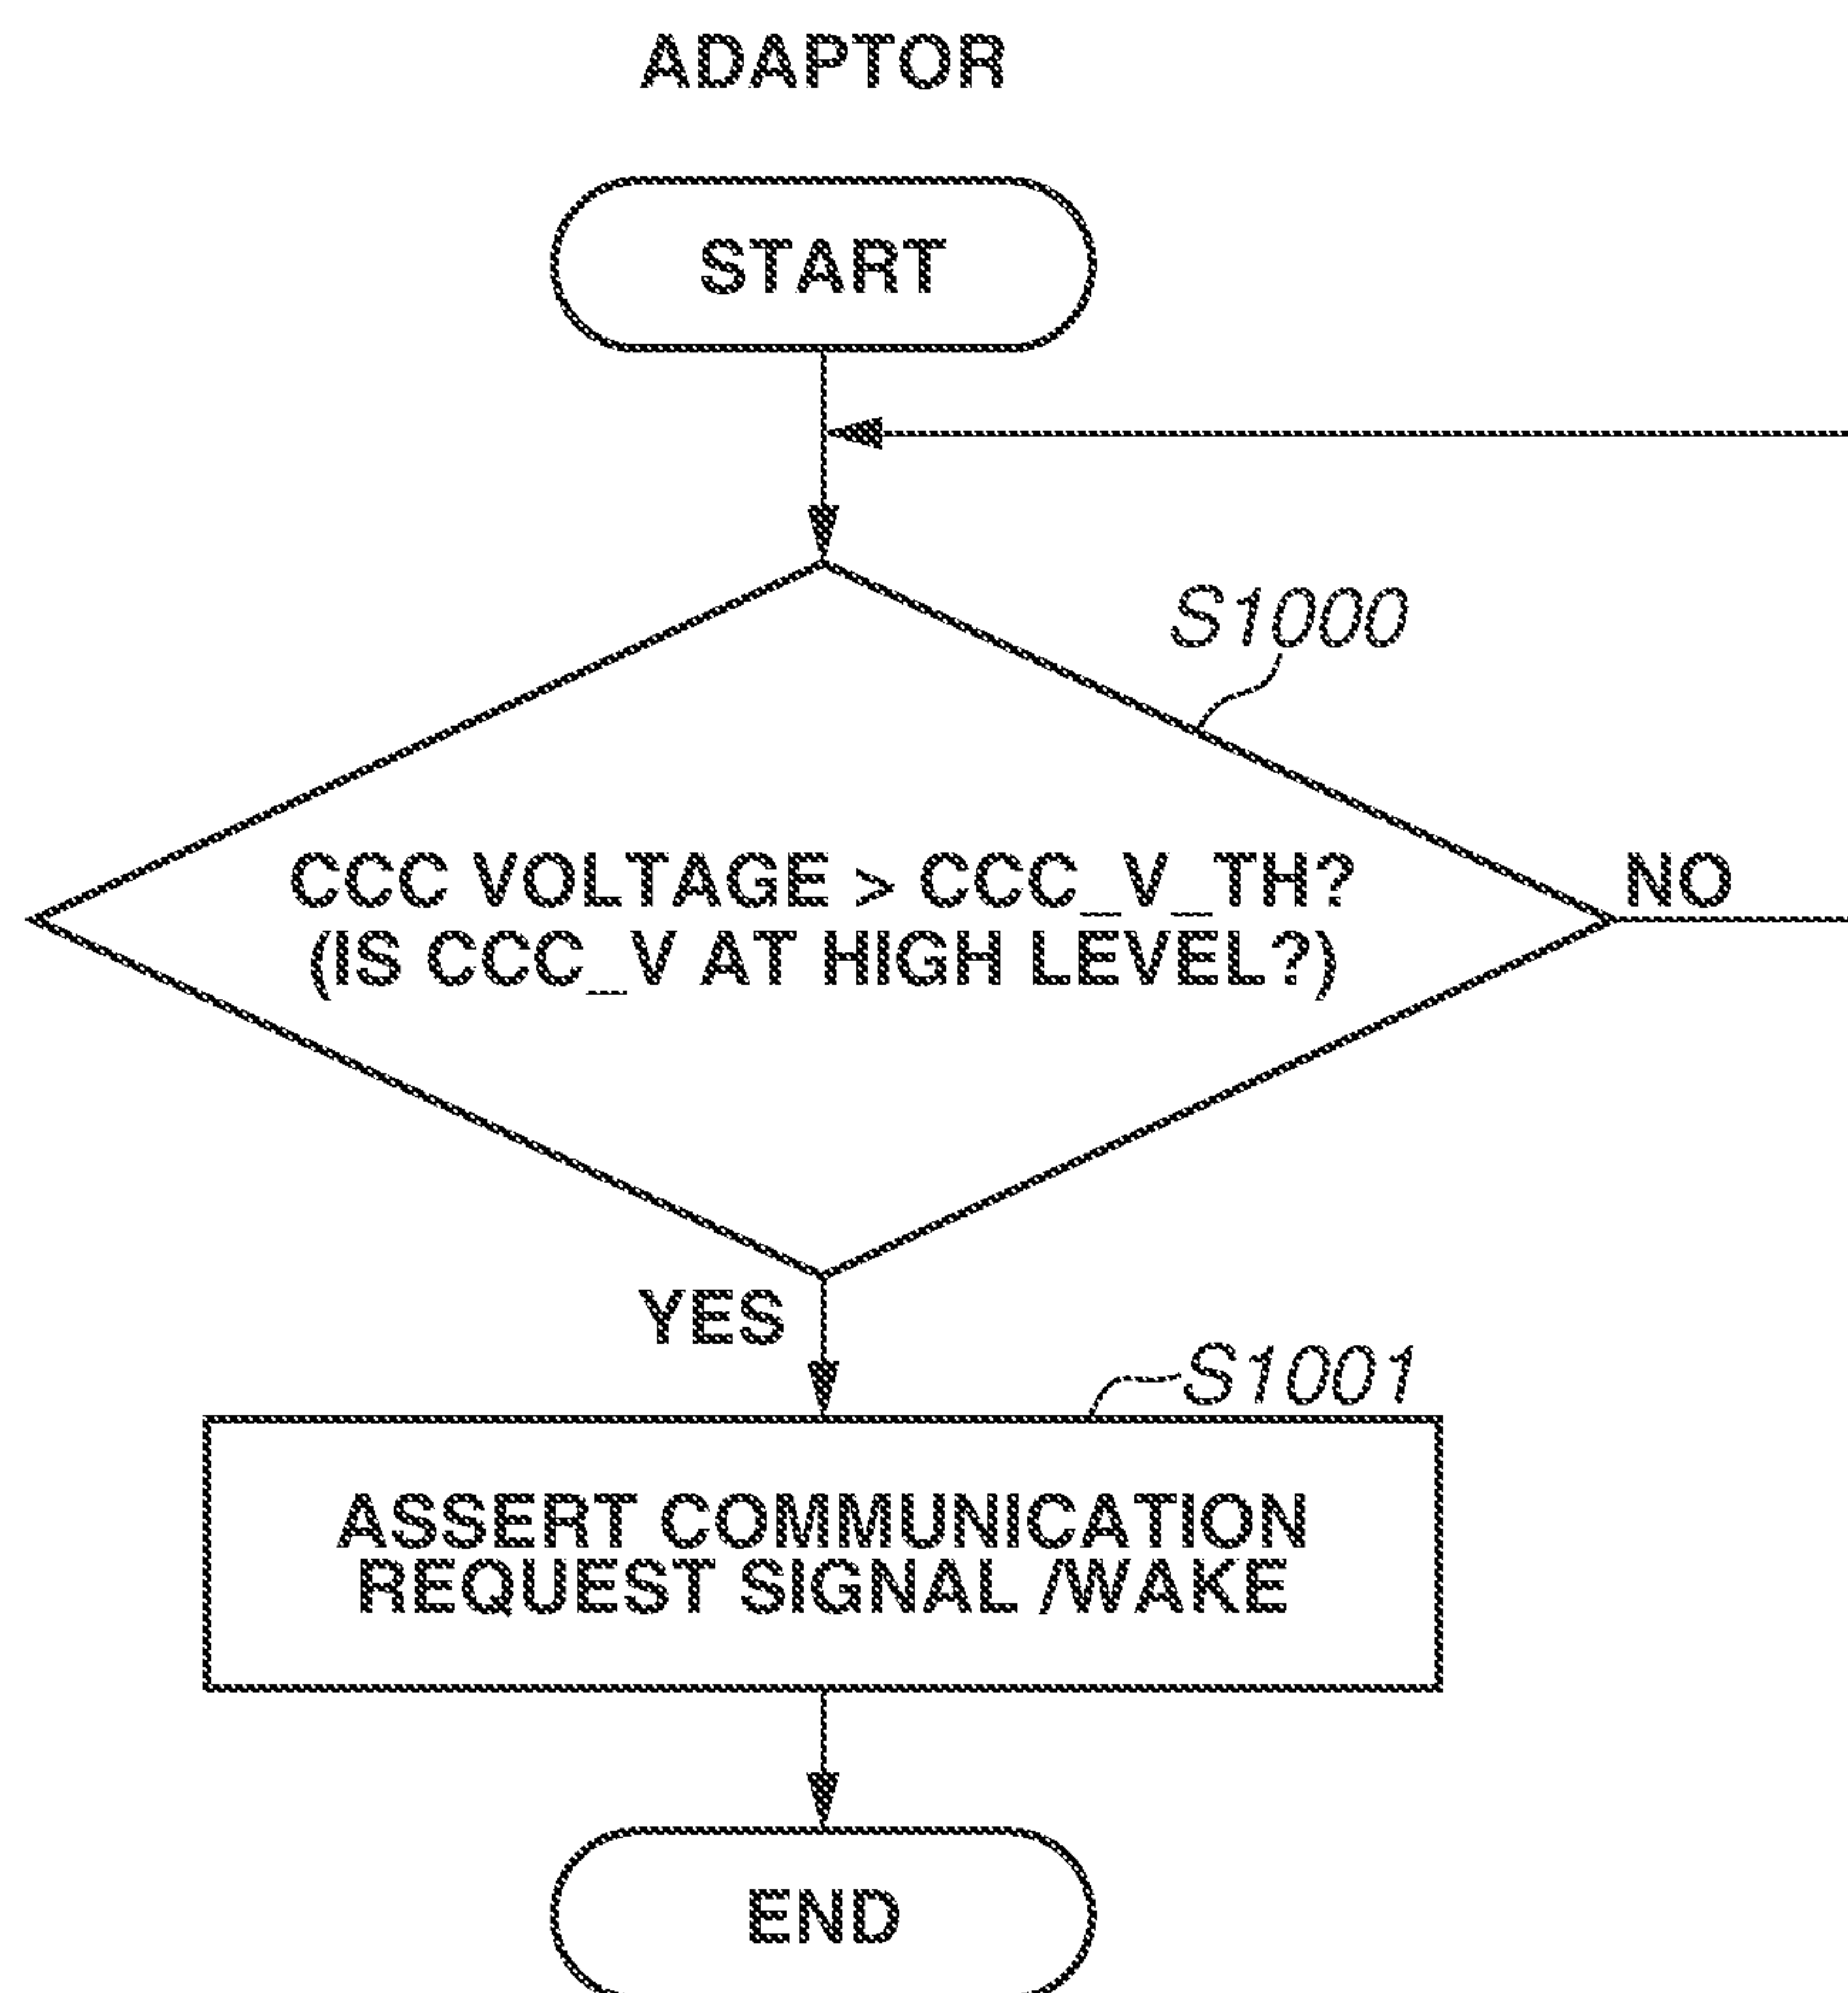 ADAPTOR
START
S1000
CCC VOLTAGE > CCC_V_TH?
(IS CCC_V AT HIGH LEVEL?)
NO
YES
S1001
ASSERT COMMUNICATION
REQUEST SIGNAL /WAKE
END